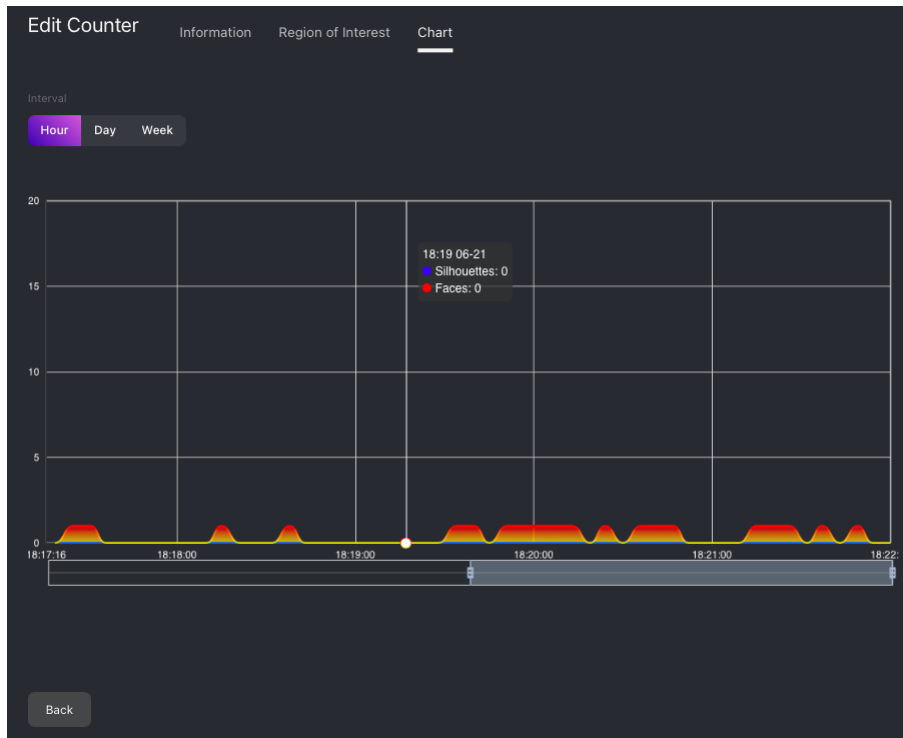 Edit Counter
Information Region of Interest Chart
Interval
Hour Day Week
20
18:19 06-21
Silhouettes: 0
Faces: 0
15
10
5
0
18:17:16 18:18:00 18:19:00 18:20:00 18:21:00 18:22:
Back